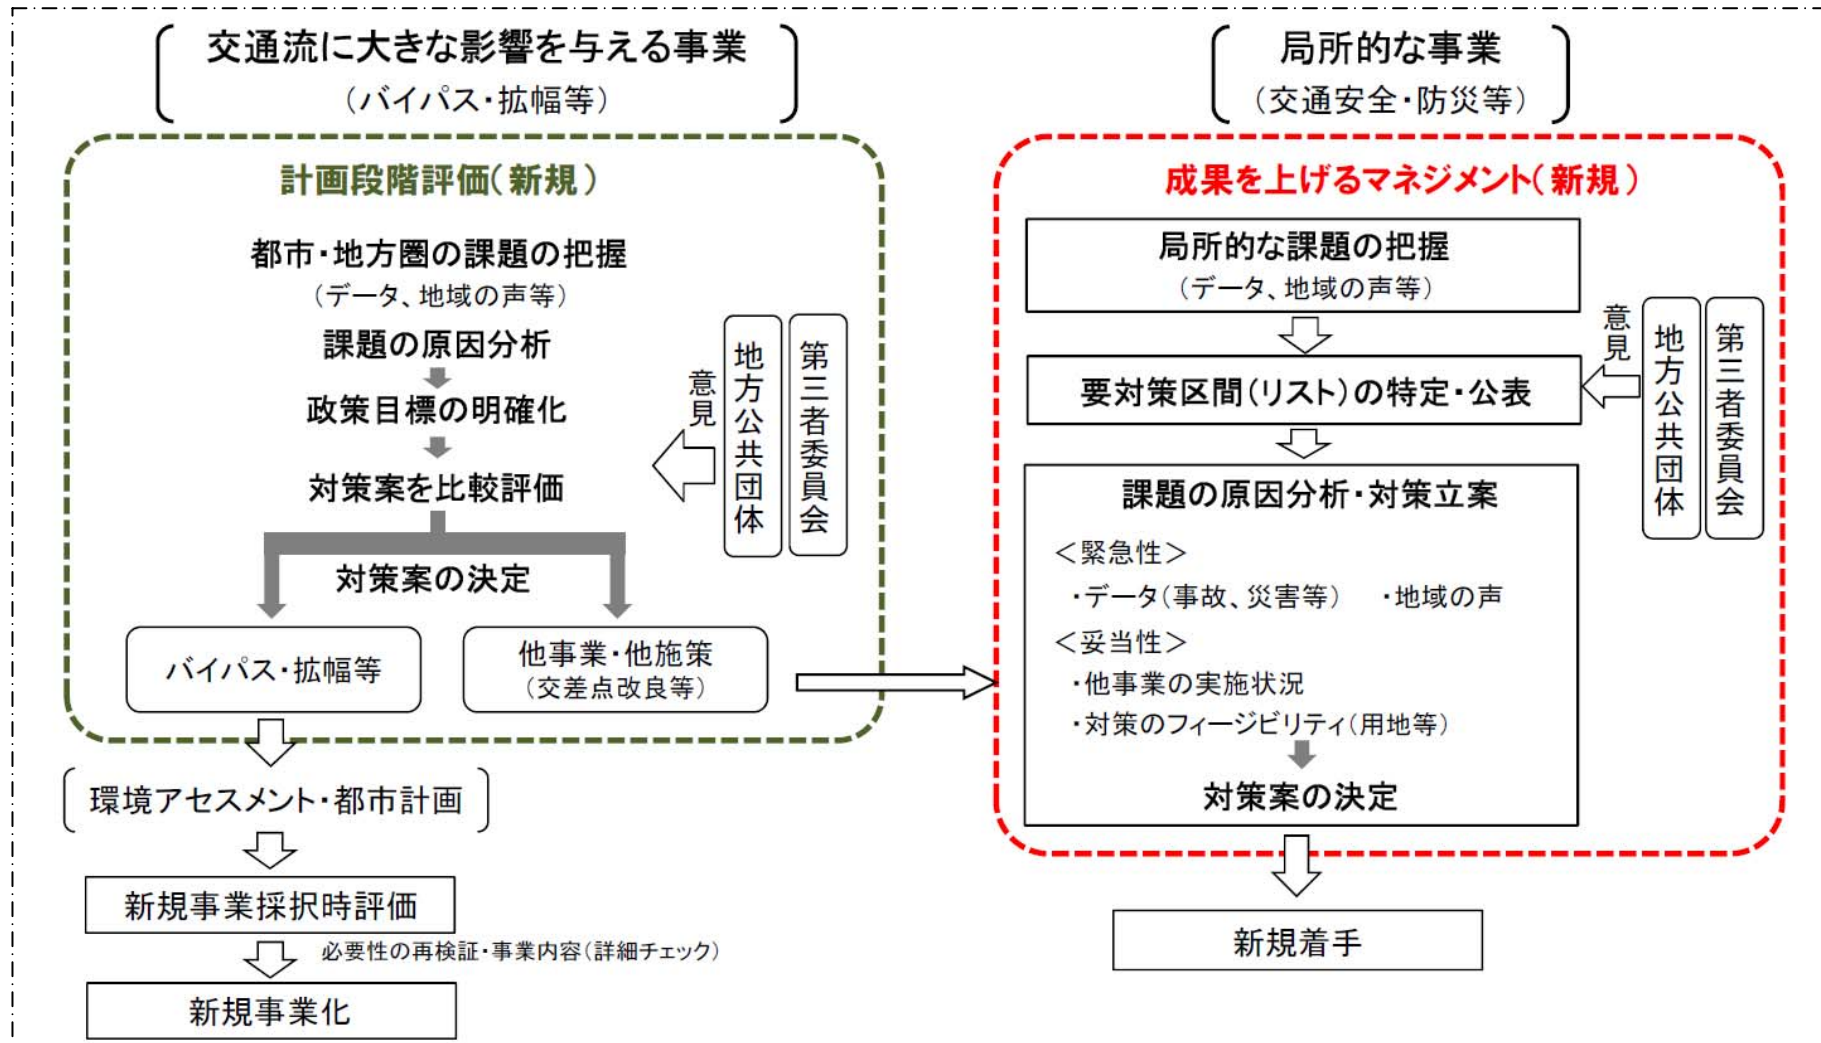 交通流に大きな影響を与える事業
（バイパス・拡幅等）
計画段階評価（新規）
都市・地方圏の課題の把握
（データ、地域の声等）
課題の原因分析
政策目標の明確化
対策案を比較評価
意見
地方公共団体
第三者委員会
対策案の決定
バイパス・拡幅等
他事業・他施策
（交差点改良等）
環境アセスメント・都市計画
新規事業採択時評価
必要性の再検証・事業内容（詳細チェック）
新規事業化
局所的な事業
（交通安全・防災等）
成果を上げるマネジメント（新規）
局所的な課題の把握
（データ、地域の声等）
要対策区間（リスト）の特定・公表
意見
地方公共団体
第三者委員会
課題の原因分析・対策立案
＜緊急性＞
・データ（事故、災害等）　・地域の声
＜妥当性＞
・他事業の実施状況
・対策のフィージビリティ（用地等）
対策案の決定
新規着手